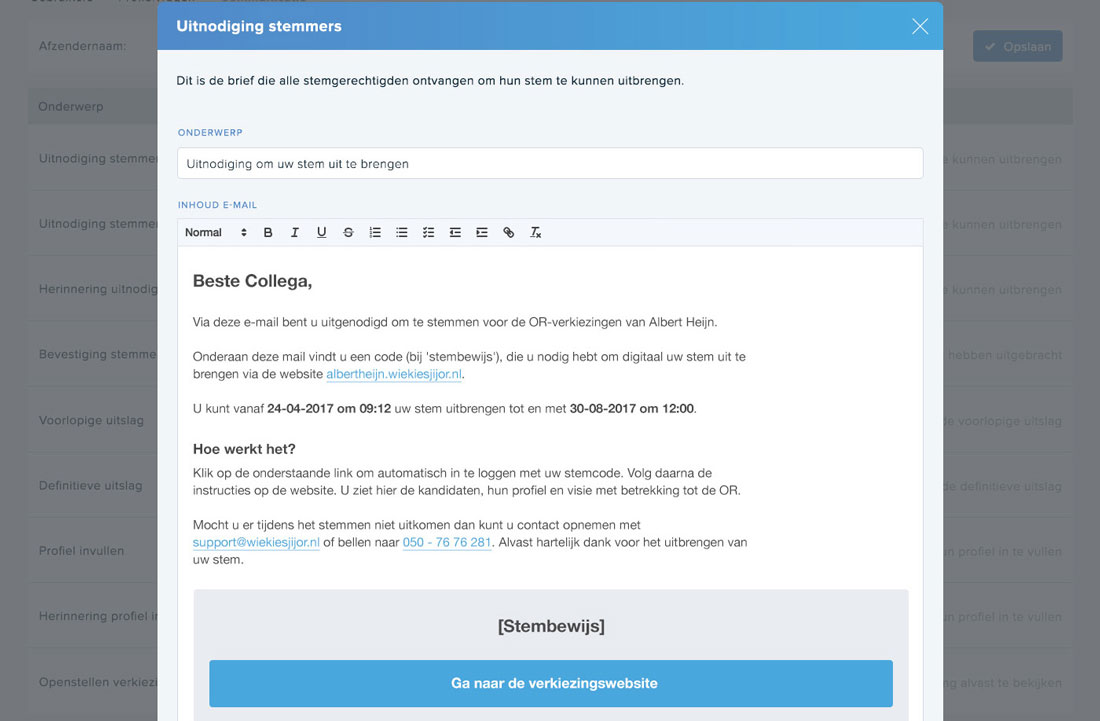 Uitnodiging stemmers
Afzendernaam:
Opslaan
Dit is de brief die alle stemgerechtigden ontvangen om hun stem te kunnen uitbrengen.
Onderwerp
ONDERWERP
Uitnodiging om uw stem uit te brengen
Uitnodiging stemmer
te kunnen uitbrengen
INHOUD E-MAIL
Normal
Uitnodiging stemmer
kunnen uitbrengen
Beste Collega,
Herinnering uitnodig
kunnen uitbrengen
Via deze e-mail bent u uitgenodigd om te stemmen voor de OR-verkiezingen van Albert Heijn.
Onderaan deze mail vindt u een code (bij 'stembewijs'), die u nodig hebt om digitaal uw stem uit te
brengen via de website albertheijn.wiekiesjijor.nl.
Bevestiging stemme
hebben uitgebracht
U kunt vanaf 24-04-2017 om 09:12 uw stem uitbrengen tot en met 30-08-2017 om 12:00.
Voorlopige uitslag
de voorlopige uitslag
Hoe werkt het?
Klik op de onderstaande link om automatisch in te loggen met uw stemcode. Volg daarna de
instructies op de website. U ziet hier de kandidaten, hun profiel en visie met betrekking tot de OR.
Definitieve uitslag
de definitieve uitslag
Mocht u er tijdens het stemmen niet uitkomen dan kunt u contact opnemen met
support@wiekiesjijor.nl of bellen naar 050 - 76 76 281. Alvast hartelijk dank voor het uitbrengen van
uw stem.
Profiel invullen
un profiel in te vullen
Herinnering profiel in
un profiel in te vullen
[Stembewijs]
Ga naar de verkiezingswebsite
Openstellen verkiezi
ng alvast te bekijken